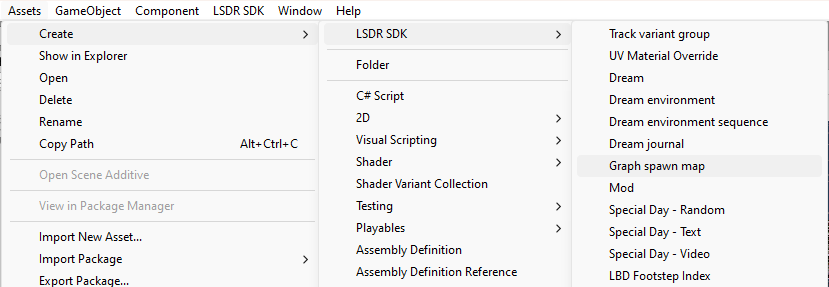 Assets GameObject Component LSDR SDK Window Help
Create
Show in Explorer
Open
Delete
Rename
Copy Path Alt+Ctrl+C
Open Scene Additive
View in Package Manager
Import New Asset...
Import Package
Export Package...
LSDR SDK
Folder
C# Script
2D
Visual Scripting
Shader
Shader Variant Collection
Testing
Playables
Assembly Definition
Assembly Definition Reference
Track variant group
UV Material Override
Dream
Dream environment
Dream environment sequence
Dream journal
Graph spawn map
Mod
Special Day - Random
Special Day - Text
Special Day - Video
LBD Footstep Index